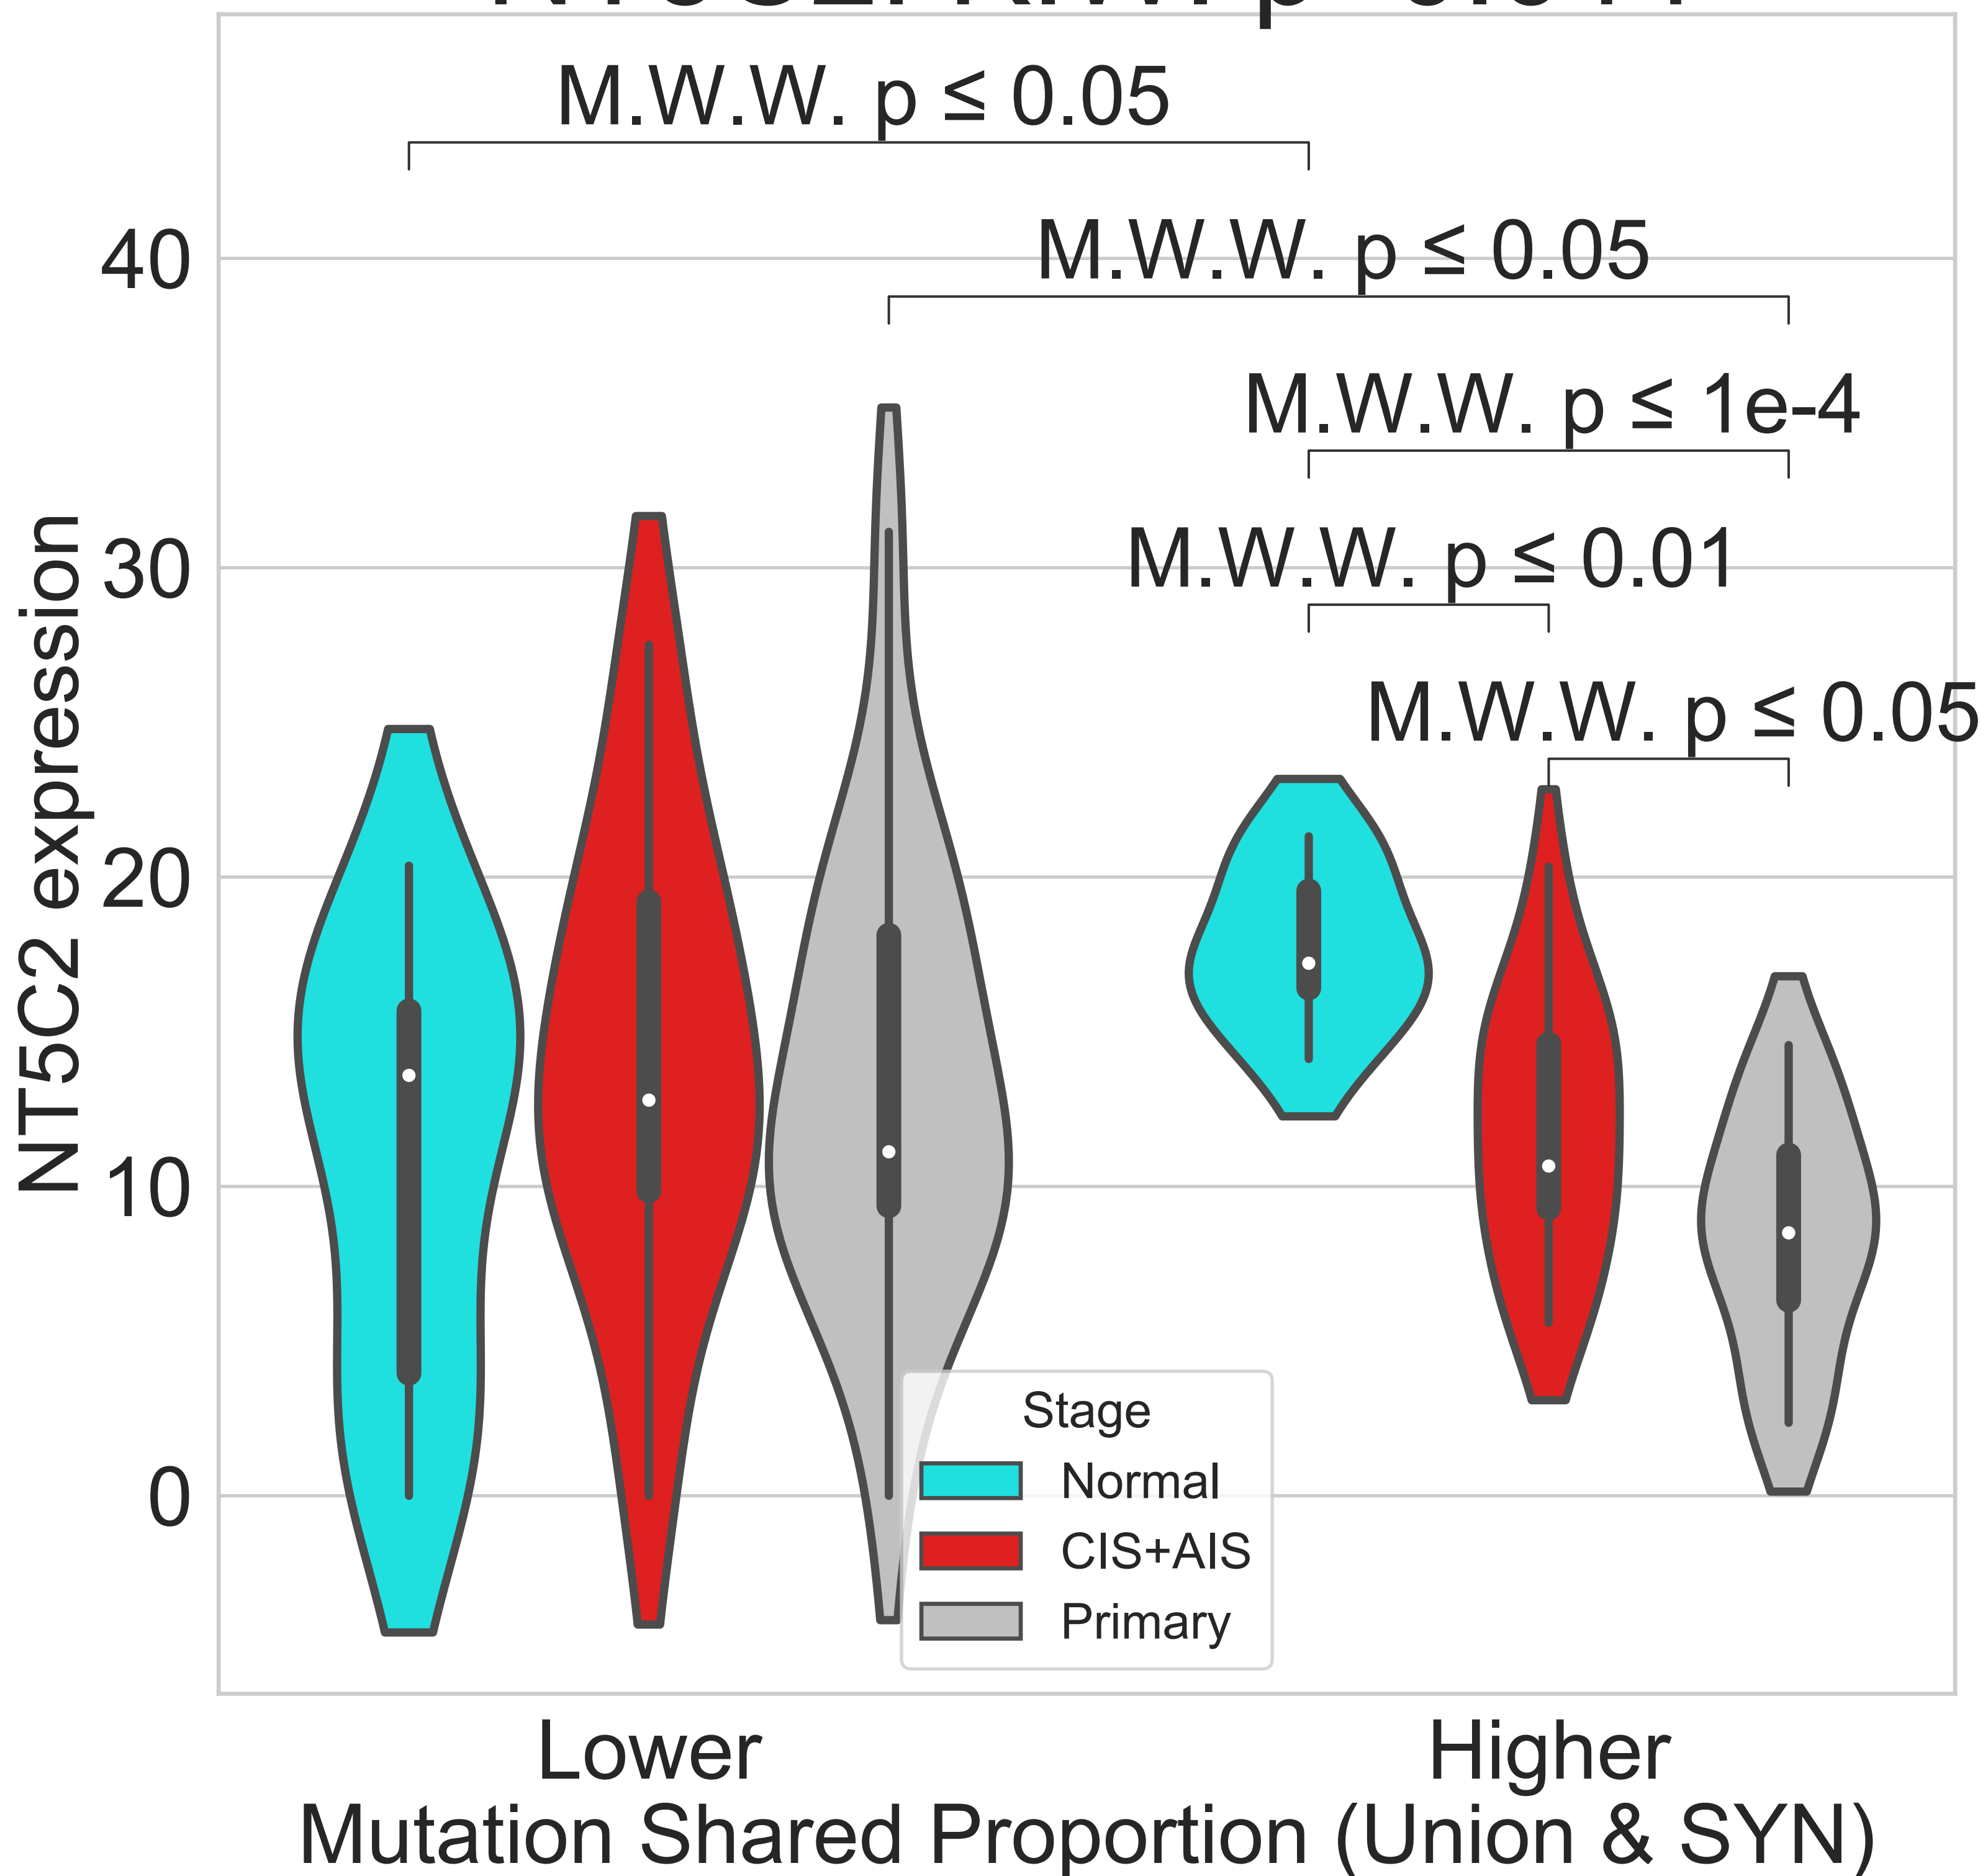 M.W.W. p ≤ 0.05
40
M.W.W. p ≤ 0.05
M.W.W. p ≤ 1e-4
30
M.W.W. p ≤ 0.01
M.W.W. p ≤ 0.05
20
10
0
NT5C2 expression
Stage
Normal
CIS+AIS
Primary
Lower
Higher
Mutation Shared Proportion (Union & SYN)